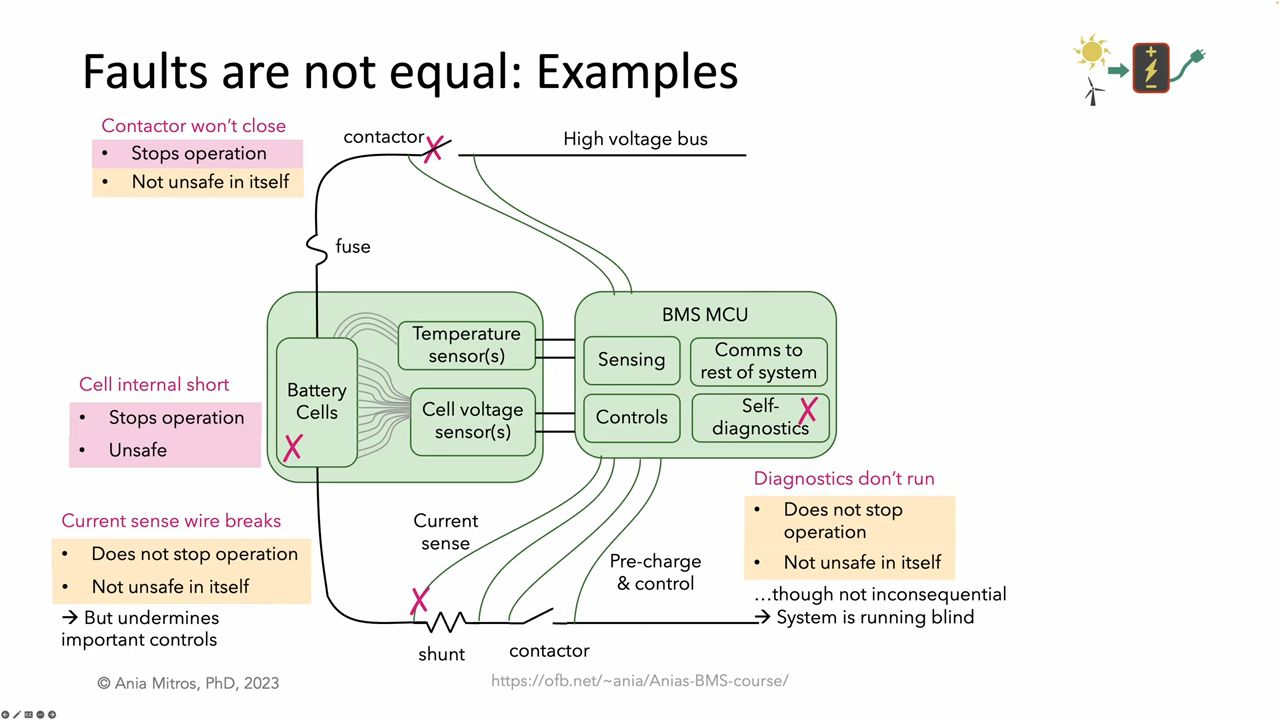 Faults are not equal: Examples
Contactor won't close
• Stops operation
• Not unsafe in itself
contactor
High voltage bus
fuse
BMS MCU
Temperature
sensor(s)
Sensing
Comms to
rest of system
Battery
Cells
Cell voltage
sensor(s)
Controls
Self-
diagnostics
Cell internal short
• Stops operation
• Unsafe
Current sense wire breaks
• Does not stop operation
• Not unsafe in itself
→ But undermines
important controls
Current
sense
Pre-charge
& control
shunt
contactor
Diagnostics don't run
• Does not stop
operation
• Not unsafe in itself
…though not inconsequential
→ System is running blind
© Ania Mitros, PhD, 2023
https://ofb.net/~ania/Anias-BMS-course/